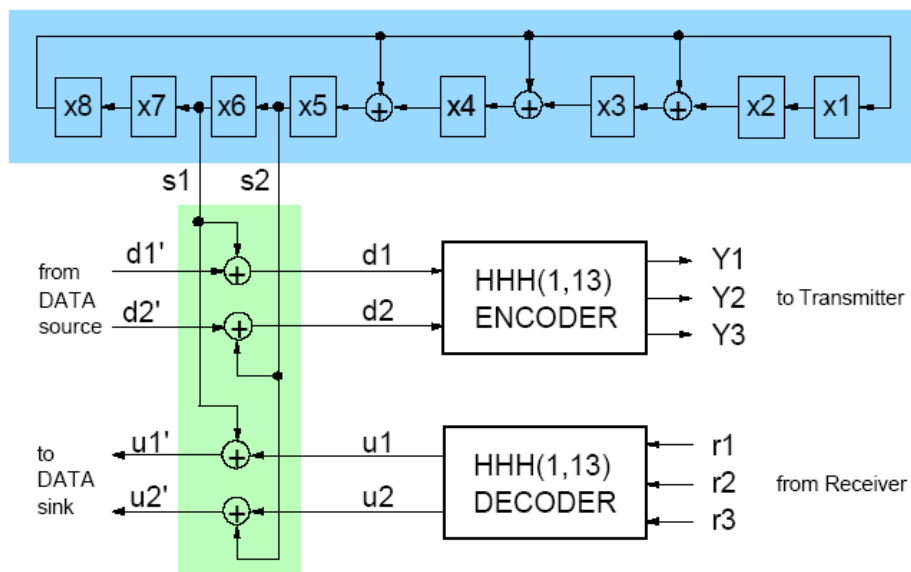 x8 x7 x6 x5 + x4 + x3 + x2 x1
s1 s2
from DATA source
d1' + d1
d2' + d2
HHH(1,13)
ENCODER
Y1
Y2
Y3
to Transmitter
to DATA sink
u1' + u1
u2' + u2
HHH(1,13)
DECODER
r1
r2
r3
from Receiver